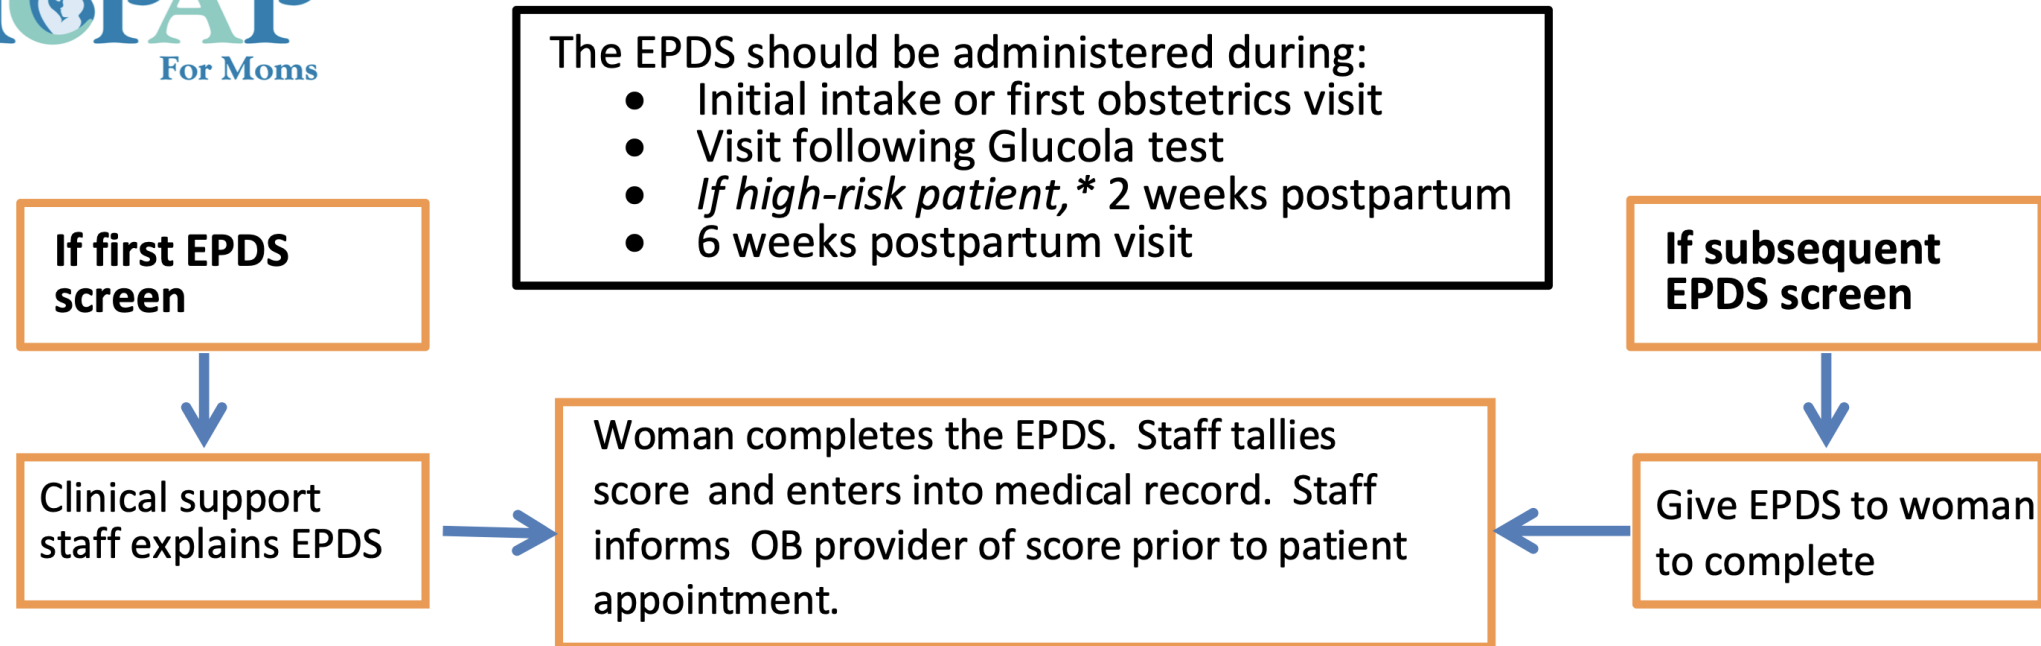 For Moms
The EPDS should be administered during:
● Initial intake or first obstetrics visit
● Visit following Glucola test
● If high-risk patient,* 2 weeks postpartum
● 6 weeks postpartum visit
If first EPDS
screen
If subsequent
EPDS screen
Clinical support
staff explains EPDS
Woman completes the EPDS. Staff tallies
score and enters into medical record. Staff
informs OB provider of score prior to patient
appointment.
Give EPDS to woman
to complete